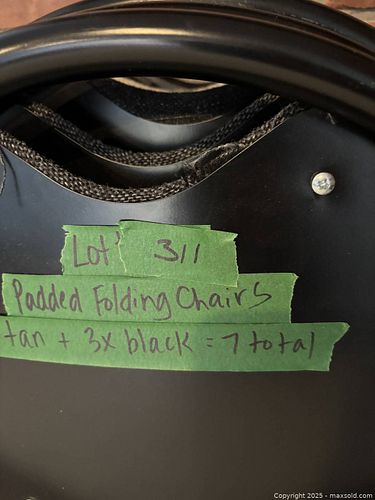 Lot 311
Padded Folding Chairs
tan + 3x black = 7 total
Copyright 2025 - maxsold.com